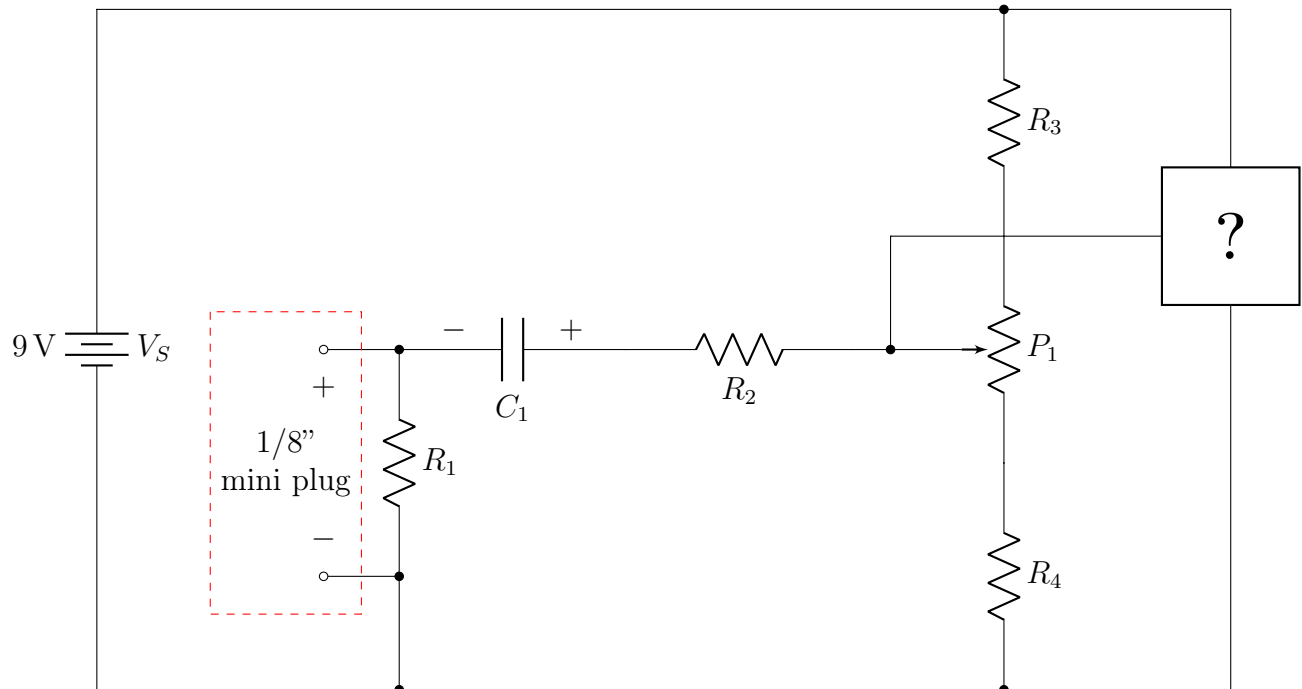 R3
?
9 V
VS
−
+
P1
+
R2
C1
1/8”
mini plug
R1
−
R4